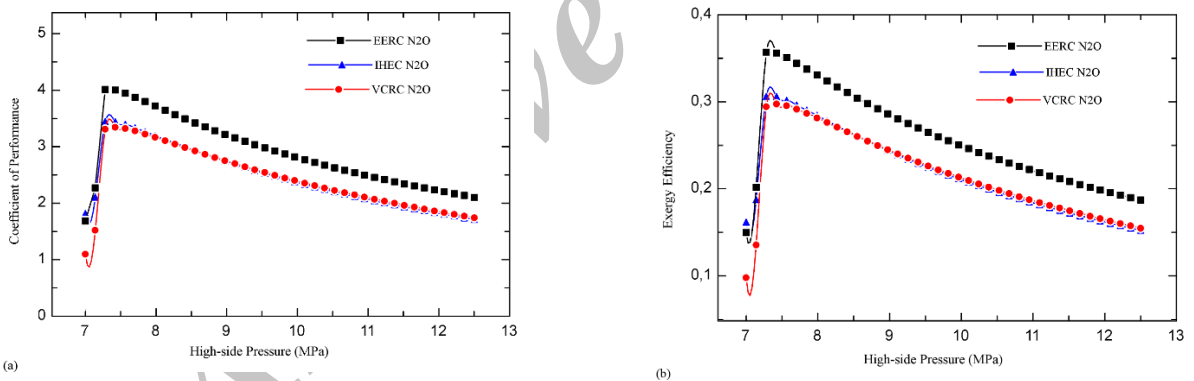 5
4
3
2
1
0
Coefficient of Performance
EERC N2O
IHEC N2O
VCRC N2O
7 8 9 10 11 12 13
High-side Pressure (MPa)
(a)
0,4
0,3
0,2
0,1
Exergy Efficiency
EERC N2O
IHEC N2O
VCRC N2O
7 8 9 10 11 12 13
High-side Pressure (MPa)
(b)